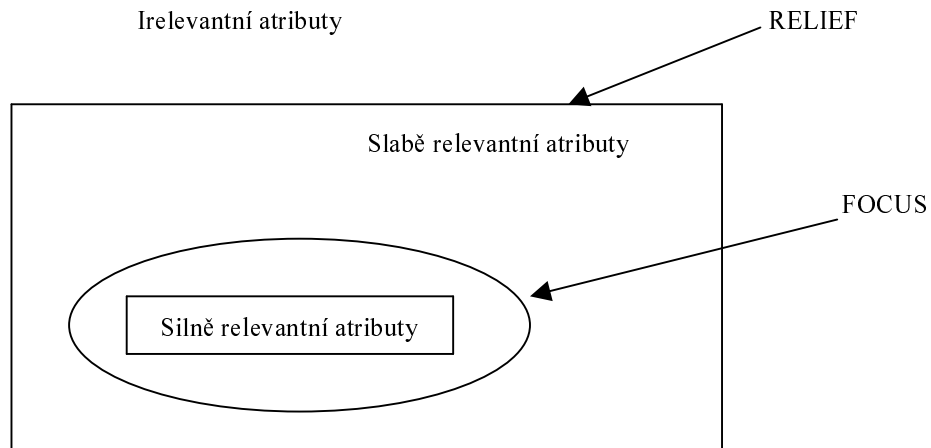 Irelevantní atributy
RELIEF
Slabě relevantní atributy
FOCUS
Silně relevantní atributy